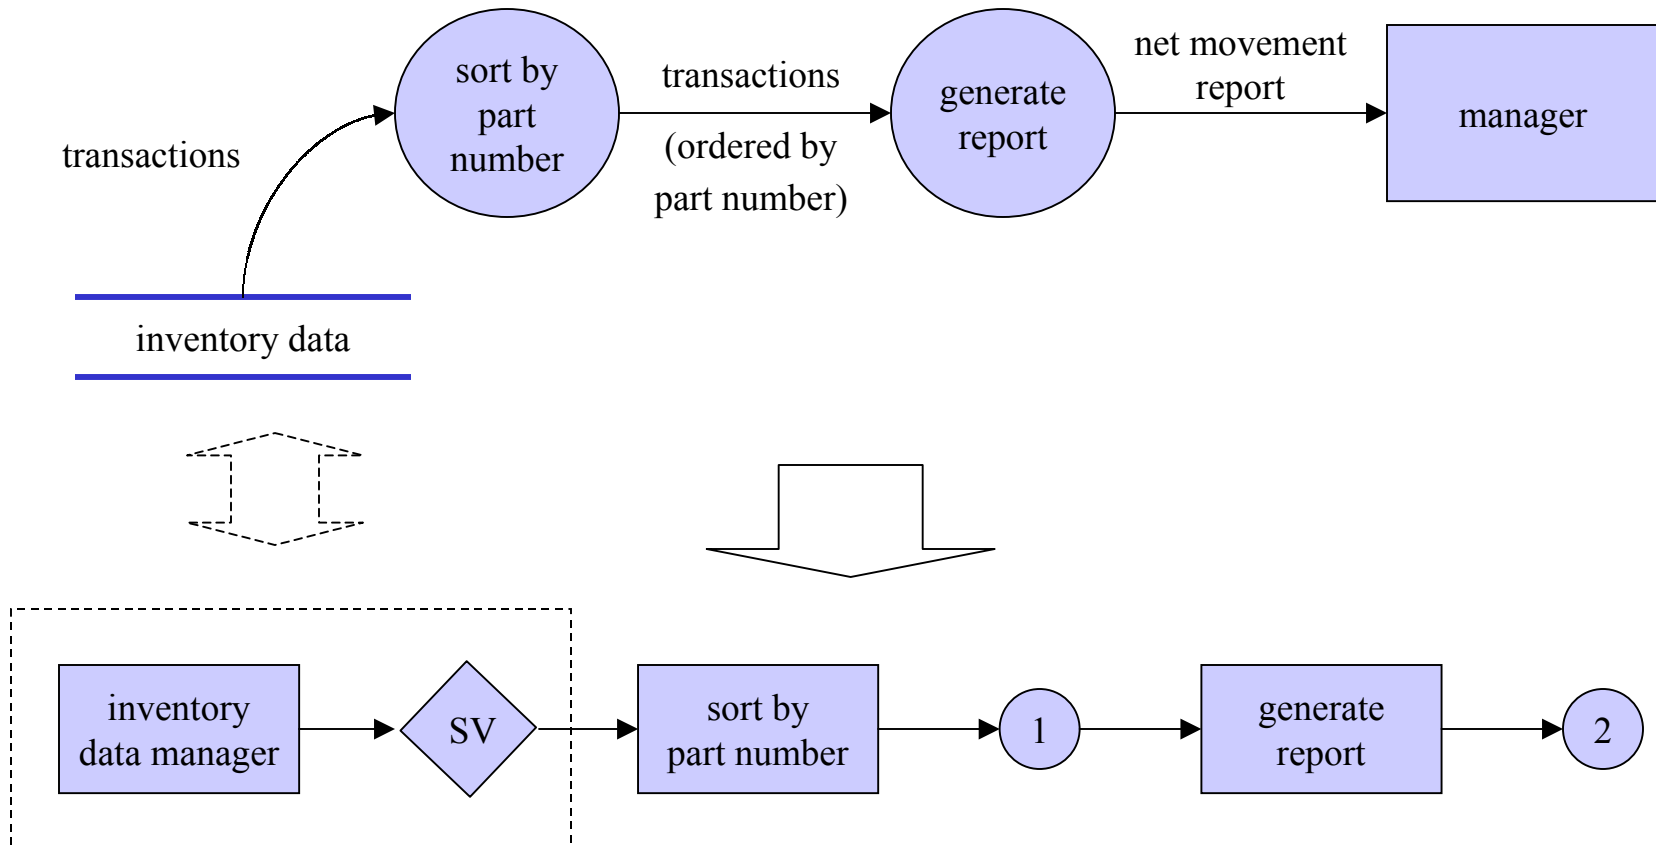 sort by
part
number
transactions
(ordered by
part number)
generate
report
net movement
report
manager
transactions
inventory data
inventory
data manager
SV
sort by
part number
1
generate
report
2